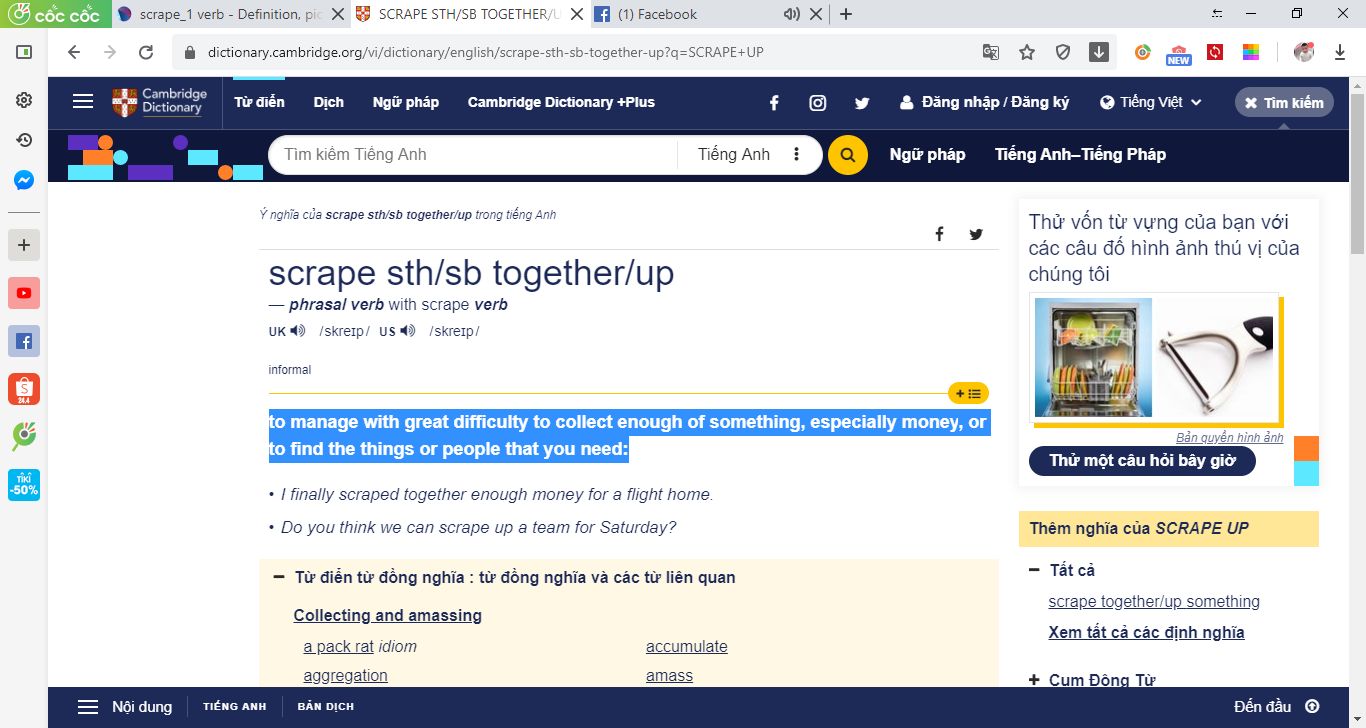 cốc cốc
scrape_1 verb - Definition, pic
SCRAPE STH/SB TOGETHER/U
(1) Facebook
dictionary.cambridge.org/vi/dictionary/english/scrape-sth-sb-together-up?q=SCRAPE+UP
NEW
Cambridge
Dictionary
Từ điển
Dịch
Ngữ pháp
Cambridge Dictionary +Plus
Đăng nhập / Đăng ký
Tiếng Việt
Tìm kiếm
Tìm kiếm Tiếng Anh
Tiếng Anh
Ngữ pháp
Tiếng Anh–Tiếng Pháp
Ý nghĩa của scrape sth/sb together/up trong tiếng Anh
scrape sth/sb together/up
— phrasal verb with scrape verb
UK /skreɪp/ US /skreɪp/
informal
to manage with great difficulty to collect enough of something, especially money, or
to find the things or people that you need:
• I finally scraped together enough money for a flight home.
• Do you think we can scrape up a team for Saturday?
Từ điển từ đồng nghĩa : từ đồng nghĩa và các từ liên quan
Collecting and amassing
a pack rat idiom
accumulate
aggregation
amass
Thử vốn từ vựng của bạn với
các câu đố hình ảnh thú vị của
chúng tôi
Bản quyền hình ảnh
Thử một câu hỏi bây giờ
Thêm nghĩa của SCRAPE UP
Tất cả
scrape together/up something
Xem tất cả các định nghĩa
Cụm Động Từ
S
24.4
TIKI
-50%
Nội dung
TIẾNG ANH
BẢN DỊCH
Đến đầu